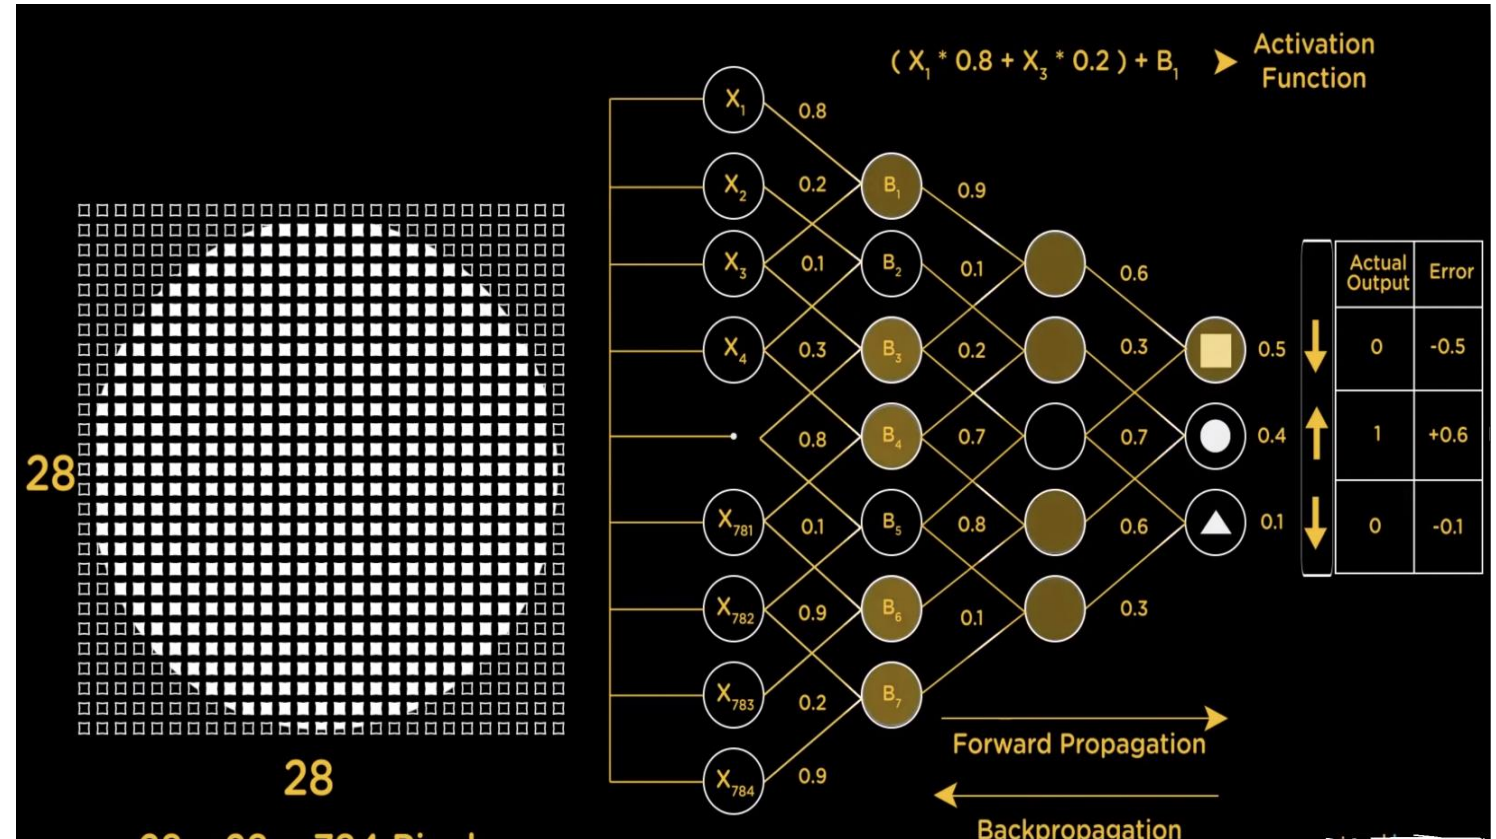 ( X₁ * 0.8 + X₃ * 0.2 ) + B₁
Activation
Function
X₁
0.8
X₂
0.2
B₁
0.9
X₃
0.1
B₂
0.1
0.6
X₄
0.3
B₃
0.2
0.3
0.5
0.8
B₄
0.7
0.7
0.4
X₇₈₁
0.1
B₅
0.8
0.6
0.1
X₇₈₂
0.9
B₆
0.1
0.3
X₇₈₃
0.2
B₇
X₇₈₄
0.9
Actual
Output
Error
0
-0.5
1
+0.6
0
-0.1
28
28
Forward Propagation
Backpropagation